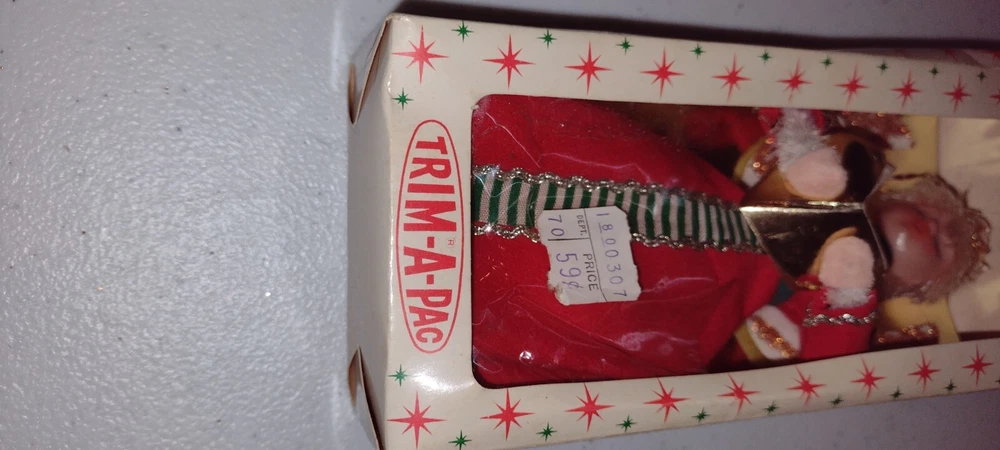 TRIM-A-PAC
®
1800307
DEPT. PRICE
70 59¢